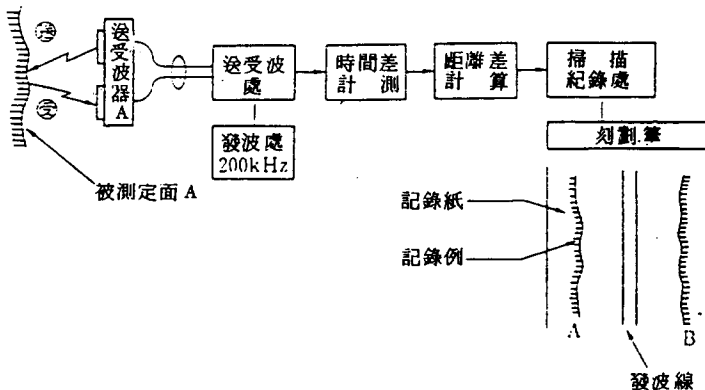 送
受
送受波器A
送受波處
時間差計測
距離差計算
掃描紀錄處
發波處
200kHz
刻劃筆
被測定面 A
記錄紙
記錄例
A
B
發波線